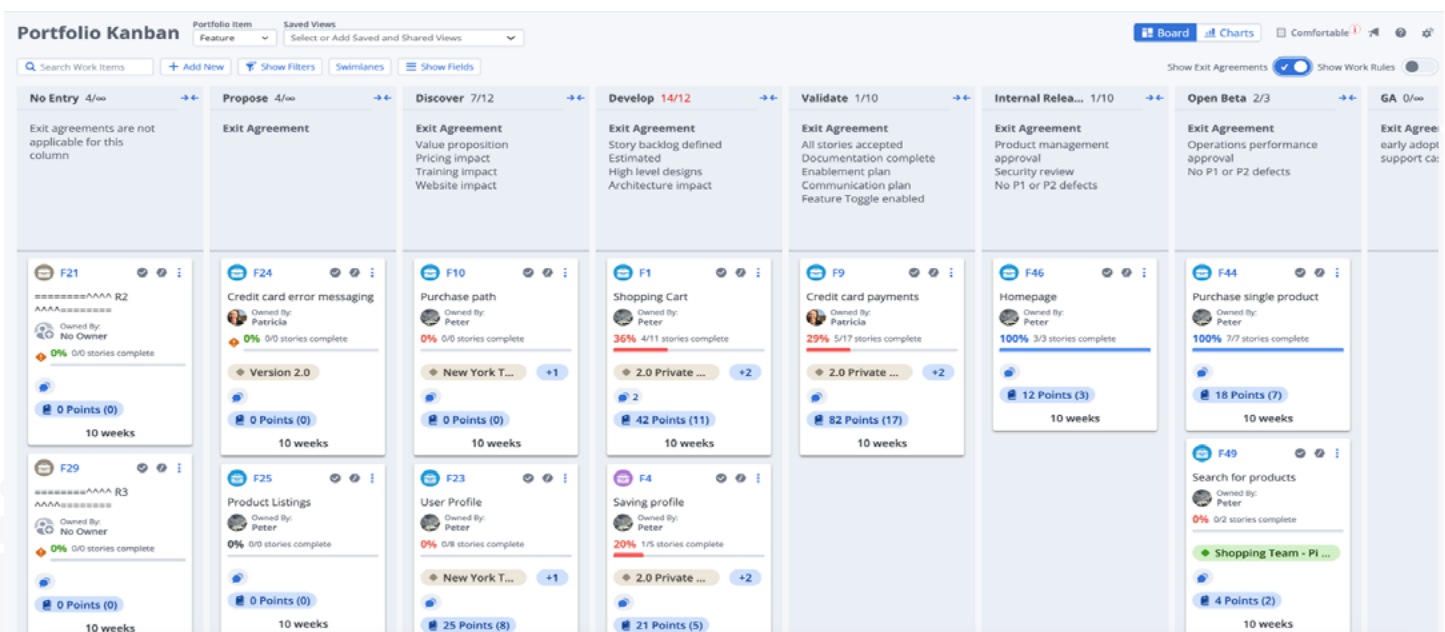 Portfolio Kanban
Portfolio Item
Feature
Saved Views
Select or Add Saved and Shared Views
Board
Charts
Comfortable
Search Work Items
+ Add New
Show Filters
Swimlanes
Show Fields
Show Exit Agreements
Show Work Rules
No Entry 4/∞
Exit agreements are not
applicable for this
column
F21
========^^^^ R2
^^^^========
Owned By:
No Owner
0% 0/0 stories complete
0 Points (0)
10 weeks
F29
========^^^^ R3
^^^^========
Owned By:
No Owner
0% 0/0 stories complete
0 Points (0)
10 weeks
Propose 4/∞
Exit Agreement
F24
Credit card error messaging
Owned By:
Patricia
0% 0/0 stories complete
Version 2.0
0 Points (0)
10 weeks
F25
Product Listings
Owned By:
Peter
0% 0/0 stories complete
0 Points (0)
10 weeks
Discover 7/12
Exit Agreement
Value proposition
Pricing impact
Training impact
Website impact
F10
Purchase path
Owned By:
Peter
0% 0/0 stories complete
New York T... +1
0 Points (0)
10 weeks
F23
User Profile
Owned By:
Peter
0% 0/8 stories complete
New York T... +1
25 Points (8)
Develop 14/12
Exit Agreement
Story backlog defined
Estimated
High level designs
Architecture impact
F1
Shopping Cart
Owned By:
Peter
36% 4/11 stories complete
2.0 Private ... +2
2
42 Points (11)
10 weeks
F4
Saving profile
Owned By:
Peter
20% 1/5 stories complete
2.0 Private ... +2
21 Points (5)
Validate 1/10
Exit Agreement
All stories accepted
Documentation complete
Enablement plan
Communication plan
Feature Toggle enabled
F9
Credit card payments
Owned By:
Patricia
29% 5/17 stories complete
2.0 Private ... +2
82 Points (17)
10 weeks
Internal Relea... 1/10
Exit Agreement
Product management
approval
Security review
No P1 or P2 defects
F46
Homepage
Owned By:
Peter
100% 3/3 stories complete
12 Points (3)
10 weeks
Open Beta 2/3
Exit Agreement
Operations performance
approval
No P1 or P2 defects
F44
Purchase single product
Owned By:
Peter
100% 7/7 stories complete
18 Points (7)
10 weeks
F49
Search for products
Owned By:
Peter
0% 0/2 stories complete
Shopping Team - Pi ...
4 Points (2)
10 weeks
GA 0/∞
Exit Agree
early adopt
support ca